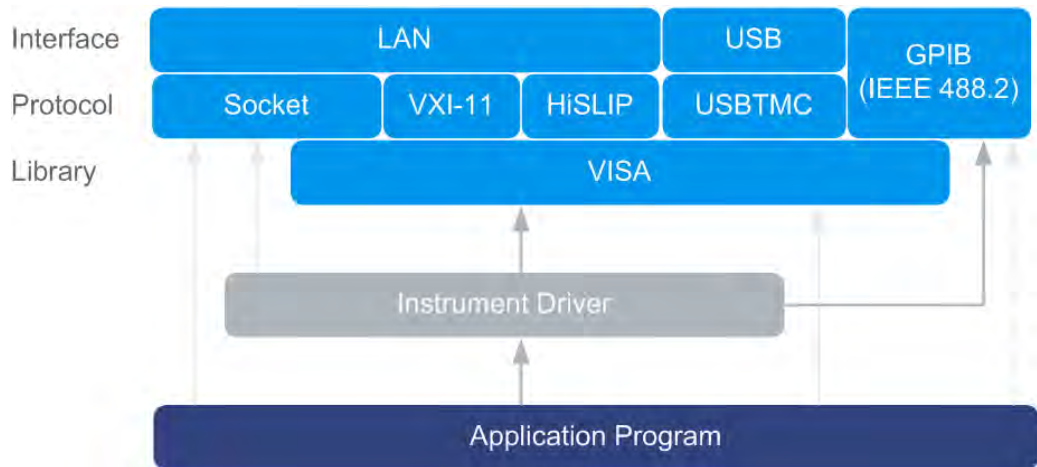 Interface
LAN
USB
GPIB
(IEEE 488.2)
Protocol
Socket
VXI-11
HiSLIP
USBTMC
Library
VISA
Instrument Driver
Application Program